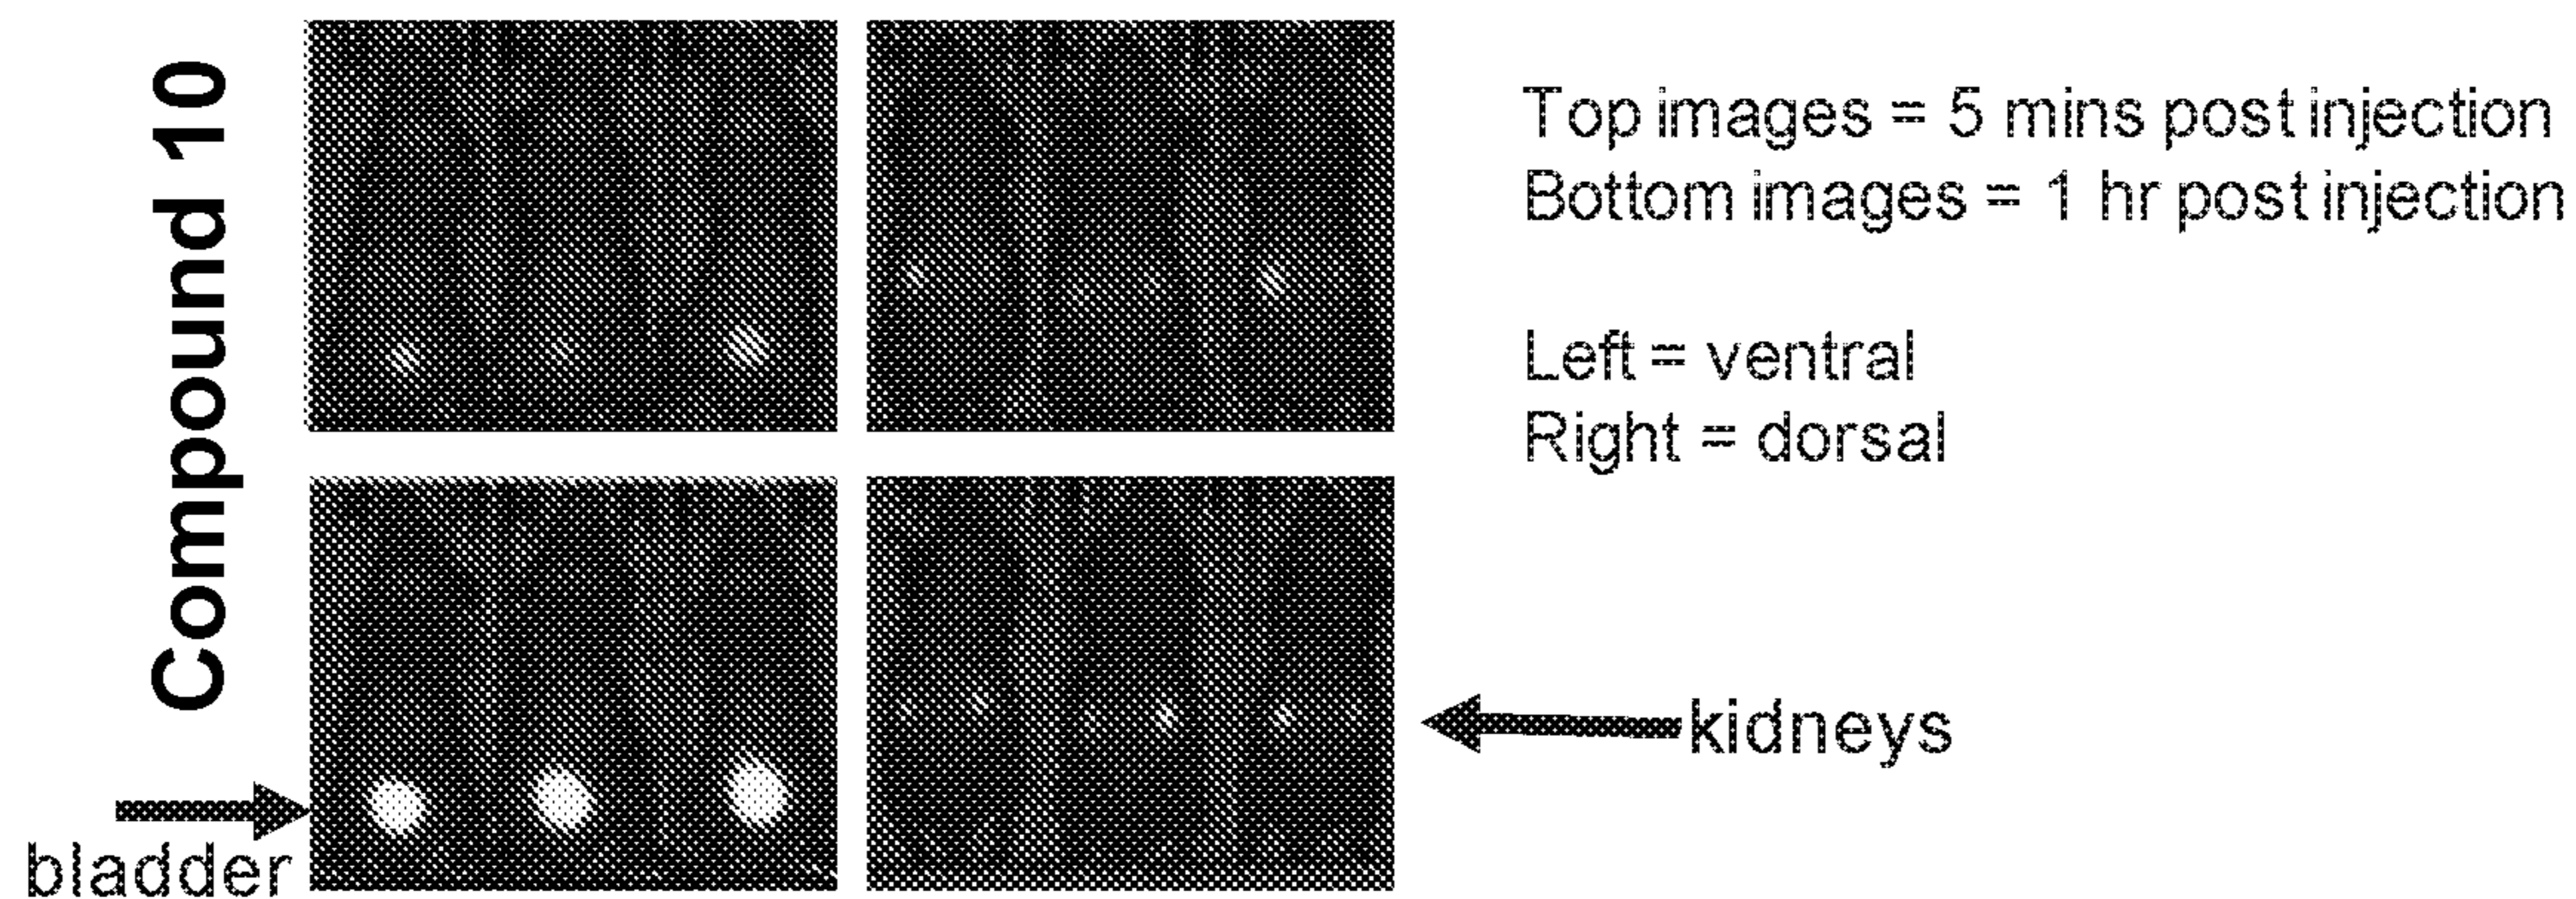 Compound 10
Top images = 5 mins post injection
Bottom images = 1 hr post injection
Left = ventral
Right = dorsal
kidneys
bladder